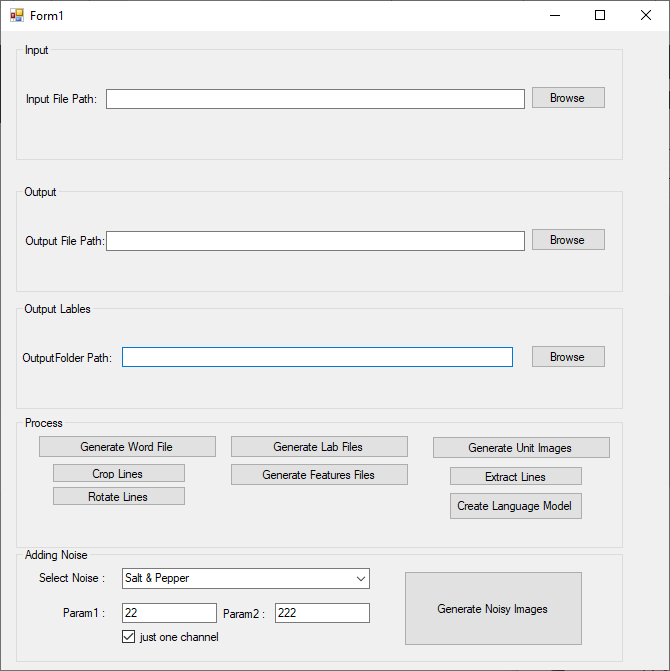 Form1
Input
Input File Path:
Browse
Output
Output File Path:
Browse
Output Lables
OutputFolder Path:
Browse
Process
Generate Word File
Generate Lab Files
Generate Unit Images
Crop Lines
Generate Features Files
Extract Lines
Rotate Lines
Create Language Model
Adding Noise
Select Noise :
Salt & Pepper
Generate Noisy Images
Param1 :
22
Param2 :
222
just one channel